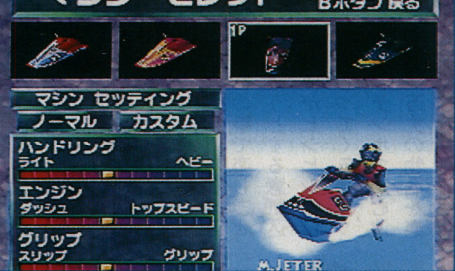 Bボタン戻る
1P
マシン セッティング
ノーマル カスタム
ハンドリング
ライト ヘビー
エンジン
ダッシュ トップスピード
グリップ
スリップ グリップ
M.JETER